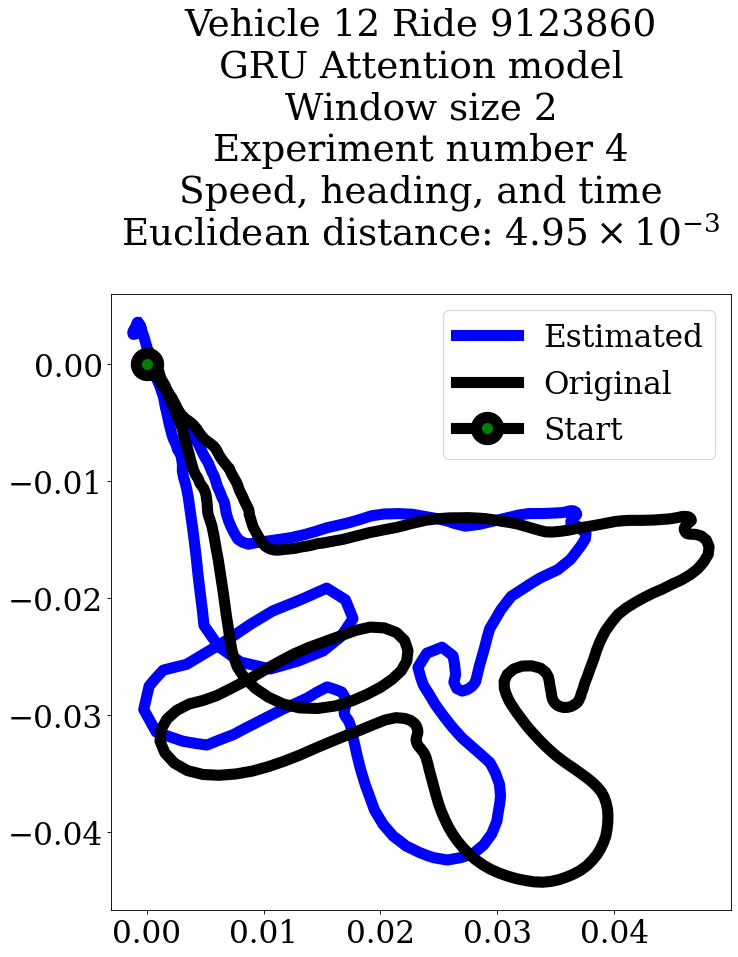 Vehicle 12 Ride 9123860
GRU Attention model
Window size 2
Experiment number 4
Speed, heading, and time
Euclidean distance: 4.95 × 10⁻³
Estimated
Original
Start
0.00
−0.01
−0.02
−0.03
−0.04
0.00 0.01 0.02 0.03 0.04